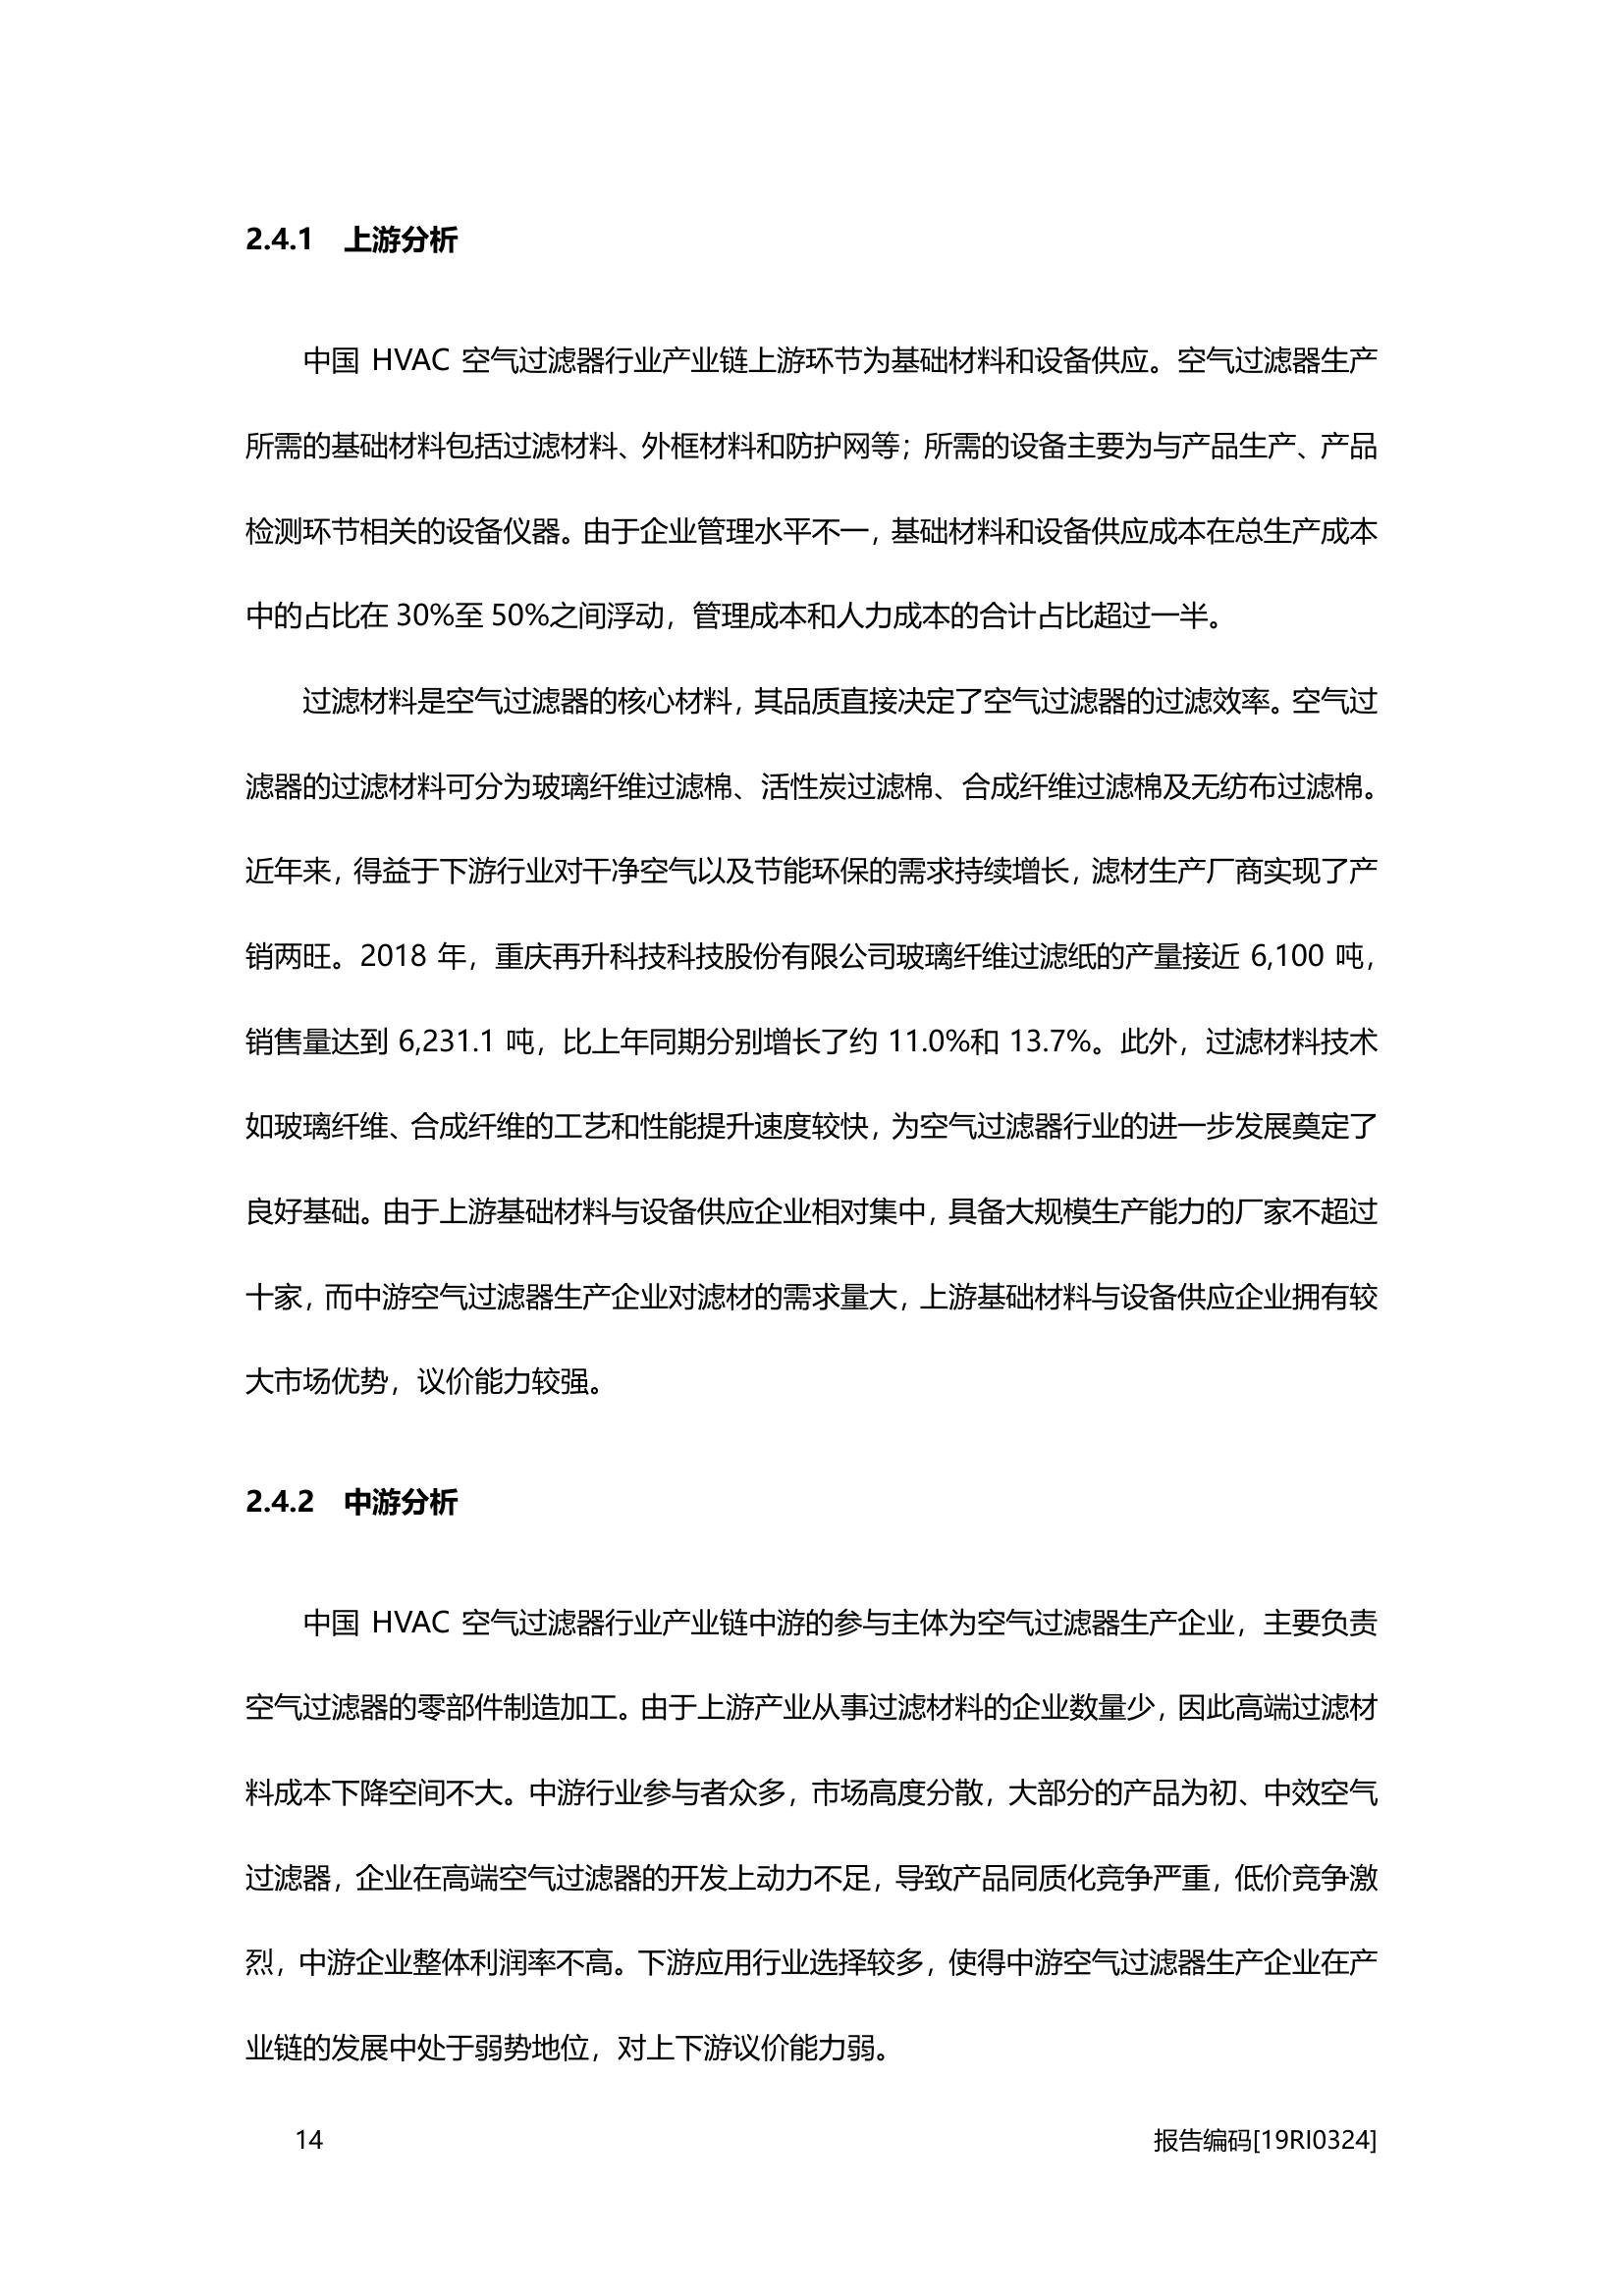 2.4.1 上游分析
中国 HVAC 空气过滤器行业产业链上游环节为基础材料和设备供应。空气过滤器生产
所需的基础材料包括过滤材料、外框材料和防护网等；所需的设备主要为与产品生产、产品
检测环节相关的设备仪器。由于企业管理水平不一，基础材料和设备供应成本在总生产成本
中的占比在 30%至 50%之间浮动，管理成本和人力成本的合计占比超过一半。
过滤材料是空气过滤器的核心材料，其品质直接决定了空气过滤器的过滤效率。空气过
滤器的过滤材料可分为玻璃纤维过滤棉、活性炭过滤棉、合成纤维过滤棉及无纺布过滤棉。
近年来，得益于下游行业对干净空气以及节能环保的需求持续增长，滤材生产厂商实现了产
销两旺。2018 年，重庆再升科技科技股份有限公司玻璃纤维过滤纸的产量接近 6,100 吨，
销售量达到 6,231.1 吨，比上年同期分别增长了约 11.0%和 13.7%。此外，过滤材料技术
如玻璃纤维、合成纤维的工艺和性能提升速度较快，为空气过滤器行业的进一步发展奠定了
良好基础。由于上游基础材料与设备供应企业相对集中，具备大规模生产能力的厂家不超过
十家，而中游空气过滤器生产企业对滤材的需求量大，上游基础材料与设备供应企业拥有较
大市场优势，议价能力较强。
2.4.2 中游分析
中国 HVAC 空气过滤器行业产业链中游的参与主体为空气过滤器生产企业，主要负责
空气过滤器的零部件制造加工。由于上游产业从事过滤材料的企业数量少，因此高端过滤材
料成本下降空间不大。中游行业参与者众多，市场高度分散，大部分的产品为初、中效空气
过滤器，企业在高端空气过滤器的开发上动力不足，导致产品同质化竞争严重，低价竞争激
烈，中游企业整体利润率不高。下游应用行业选择较多，使得中游空气过滤器生产企业在产
业链的发展中处于弱势地位，对上下游议价能力弱。
14 报告编码[19RI0324]